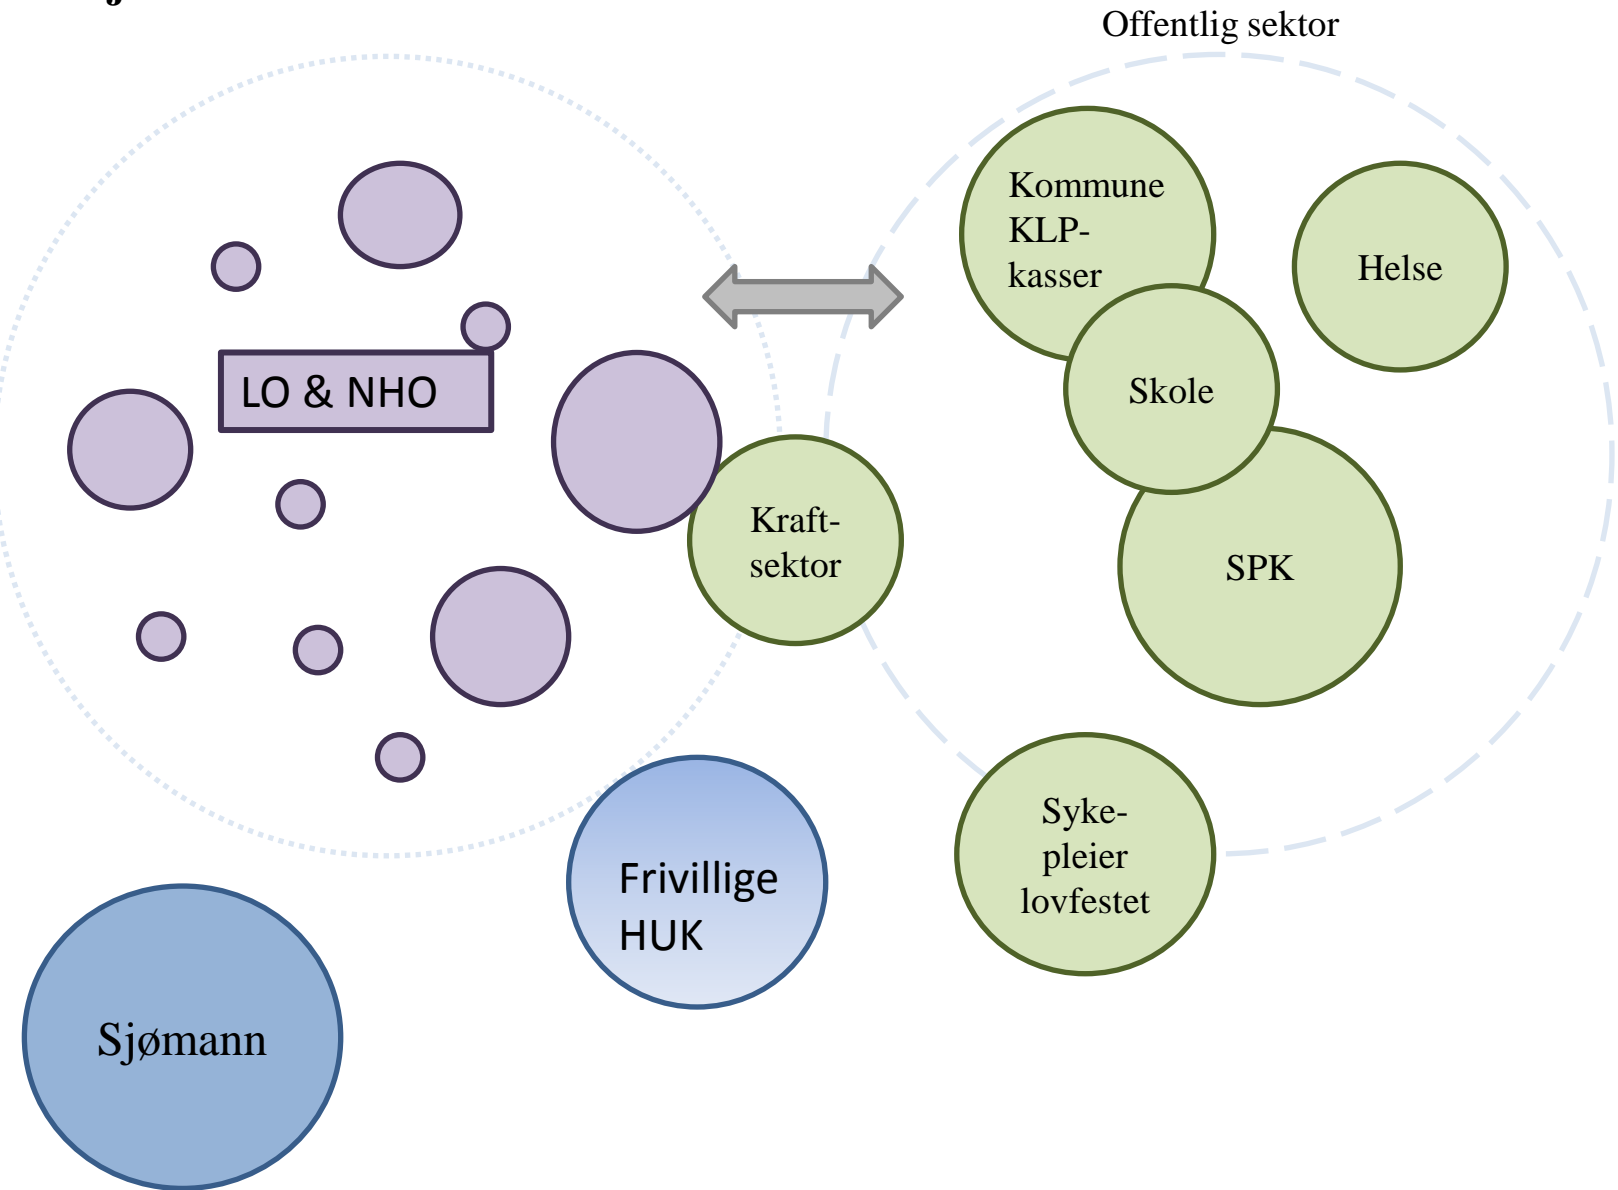 Offentlig sektor
Kommune
KLP-
kasser
Helse
LO & NHO
Skole
Kraft-
sektor
SPK
Syke-
pleier
lovfestet
Frivillige
HUK
Sjømann